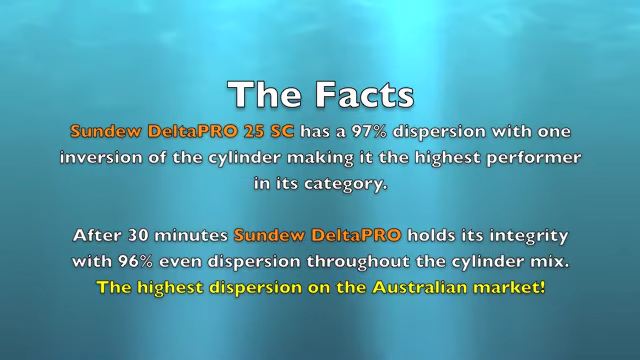 The Facts
Sundew DeltaPRO 25 SC has a 97% dispersion with one
inversion of the cylinder making it the highest performer
in its category.
After 30 minutes Sundew DeltaPRO holds its integrity
with 96% even dispersion throughout the cylinder mix.
The highest dispersion on the Australian market!